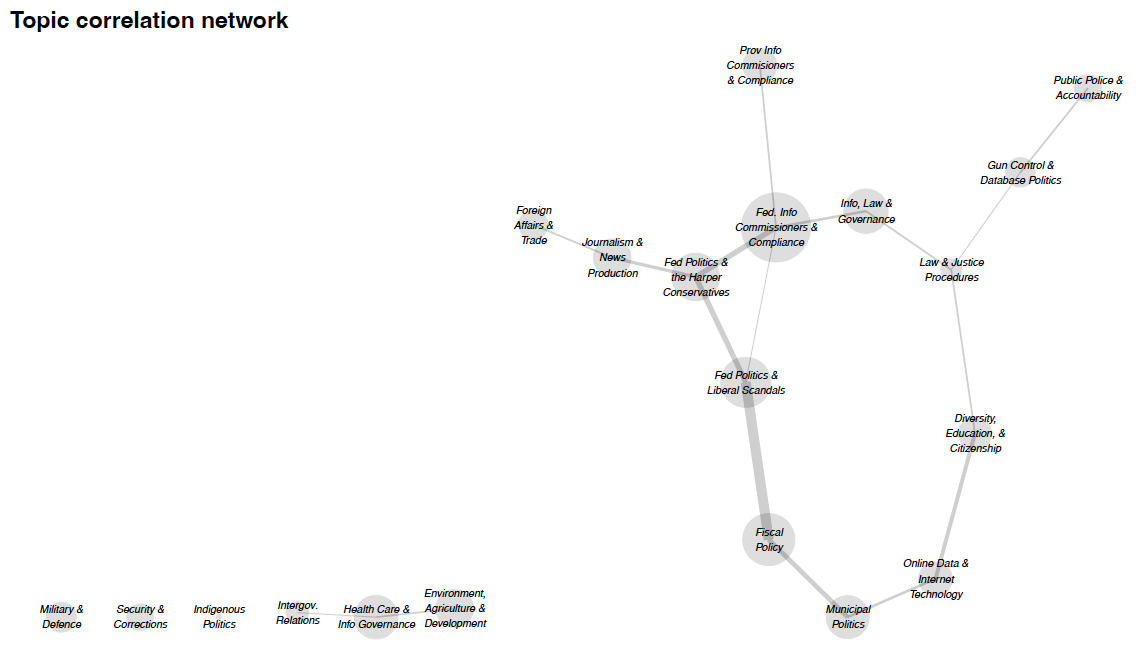 Topic correlation network
Prov Info
Commisioners
& Compliance
Public Police &
Accountability
Gun Control &
Database Politics
Foreign
Affairs &
Trade
Journalism &
News
Production
Fed Politics &
the Harper
Conservatives
Fed. Info
Commissioners &
Compliance
Info, Law &
Governance
Law & Justice
Procedures
Fed Politics &
Liberal Scandals
Diversity,
Education, &
Citizenship
Fiscal
Policy
Online Data &
Internet
Technology
Municipal
Politics
Military &
Defence
Security &
Corrections
Indigenous
Politics
Intergov.
Relations
Health Care &
Info Governance
Environment,
Agriculture &
Development